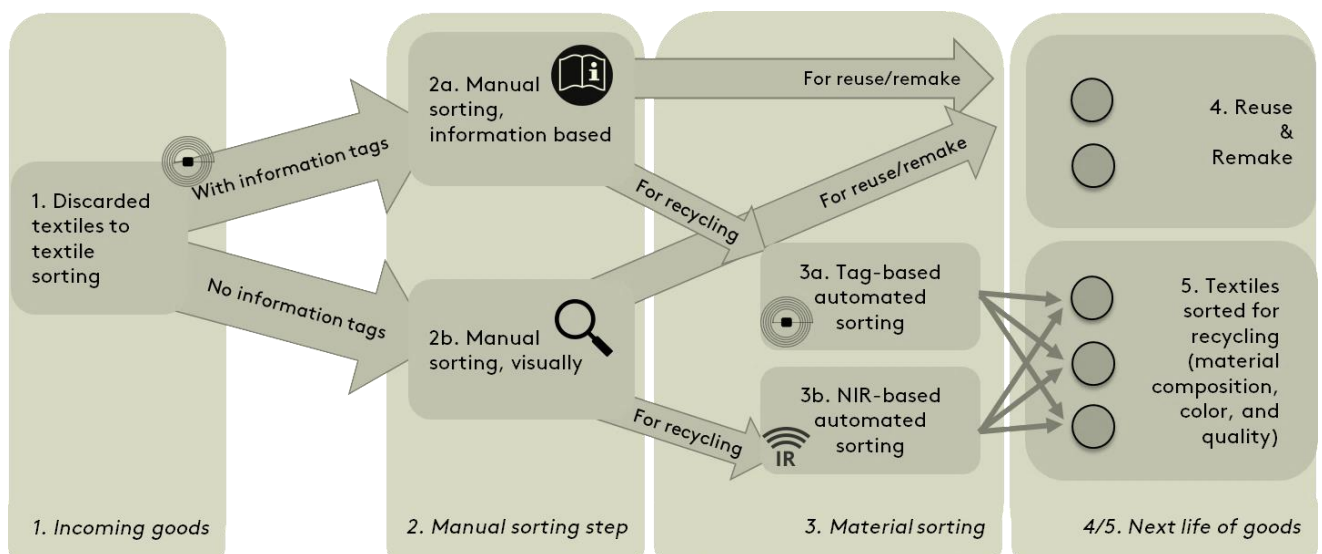 1. Discarded
textiles to
textile
sorting
With information tags
No information tags
2a. Manual
sorting,
information based
i
2b. Manual
sorting, visually
For reuse/remake
For reuse/remake
For recycling
For recycling
3a. Tag-based
automated
sorting
3b. NIR-based
automated
sorting
IR
4. Reuse
&
Remake
5. Textiles
sorted for
recycling
(material
composition,
color, and
quality)
1. Incoming goods
2. Manual sorting step
3. Material sorting
4/5. Next life of goods